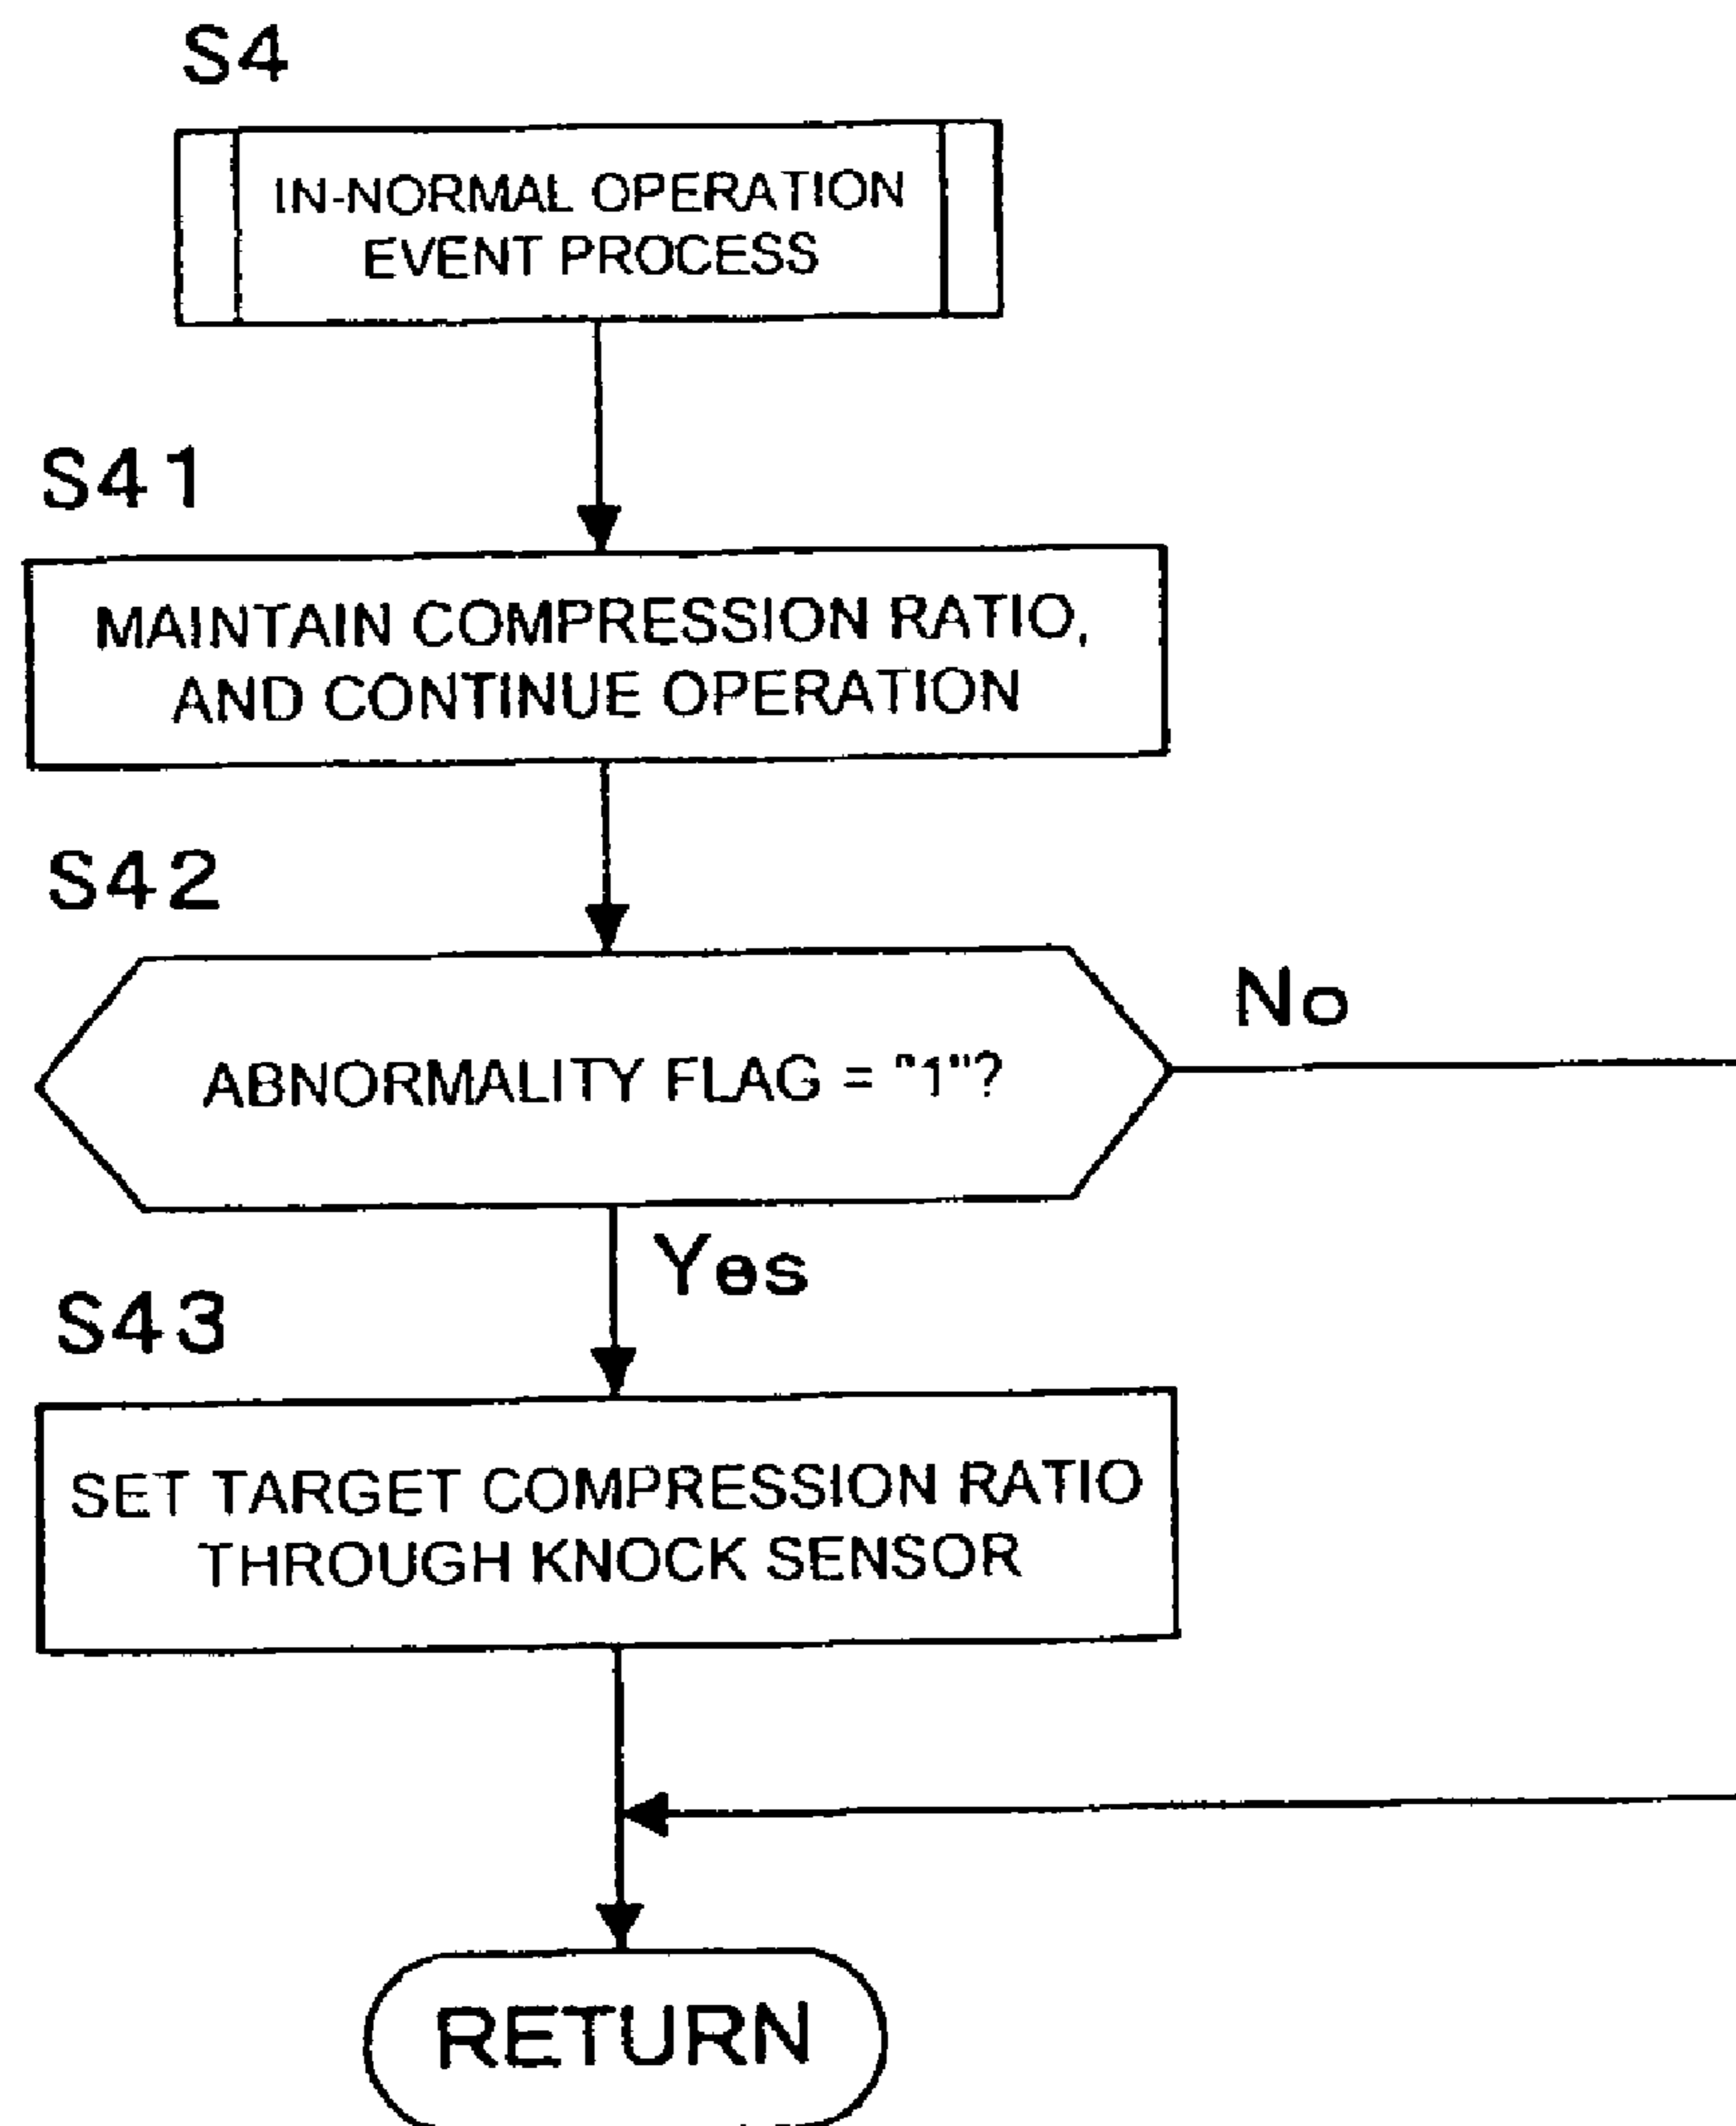 S4
IN-NORMAL OPERATION
EVENT PROCESS
S41
MAINTAIN COMPRESSION RATIO,
AND CONTINUE OPERATION
S42
ABNORMALITY FLAG = "1"?
No
Yes
S43
SET TARGET COMPRESSION RATIO
THROUGH KNOCK SENSOR
RETURN